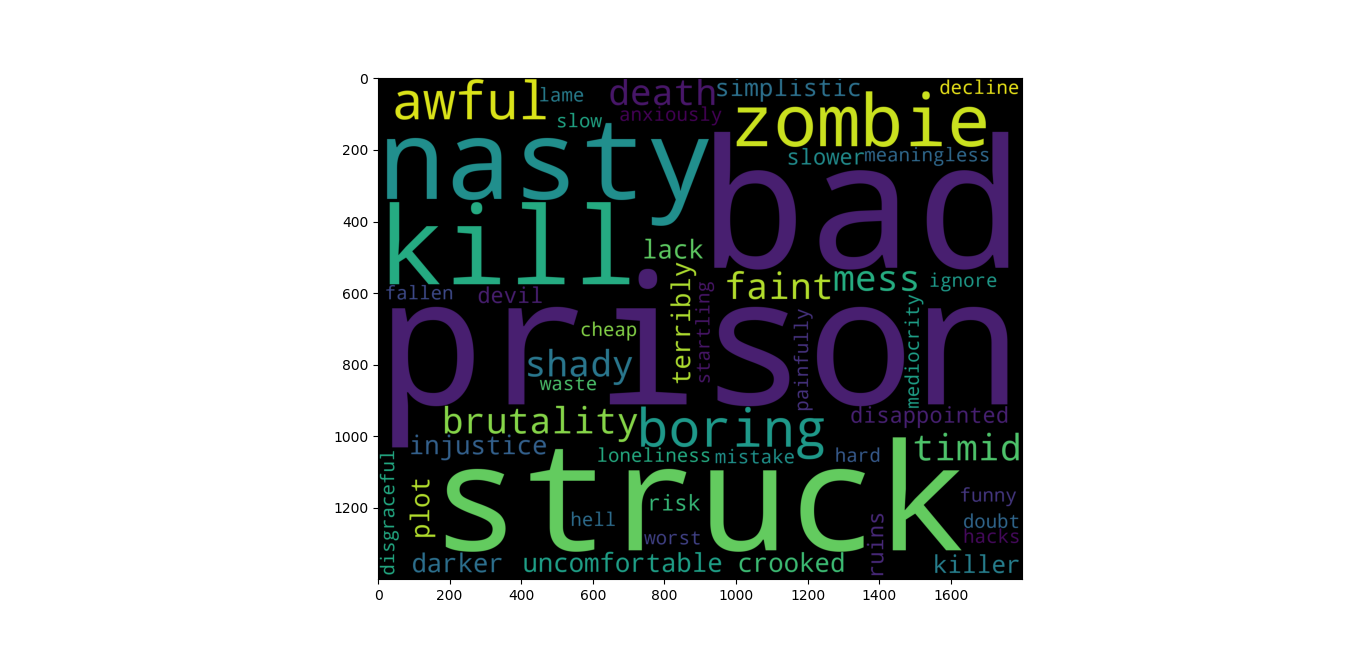 0
200
400
600
800
1000
1200
awful
lame
death
simplistic
decline
slow
anxiously
zombie
nasty
slower
meaningless
bad
kill
lack
faint
mess
ignore
fallen
devil
terribly
startling
prison
cheap
painfully
mediocrity
shady
waste
brutality
boring
disappointed
injustice
loneliness
mistake
hard
timid
disgraceful
plot
struck
risk
funny
hell
worst
ruins
doubt
hacks
darker
uncomfortable
crooked
killer
0 200 400 600 800 1000 1200 1400 1600